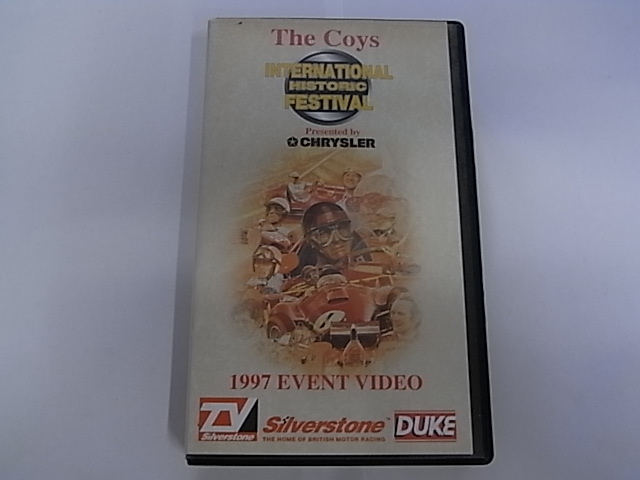 The Coys
INTERNATIONAL
HISTORIC
FESTIVAL
Presented by
CHRYSLER
1997 EVENT VIDEO
TV
Silverstone
Silverstone™
THE HOME OF BRITISH MOTOR RACING
DUKE